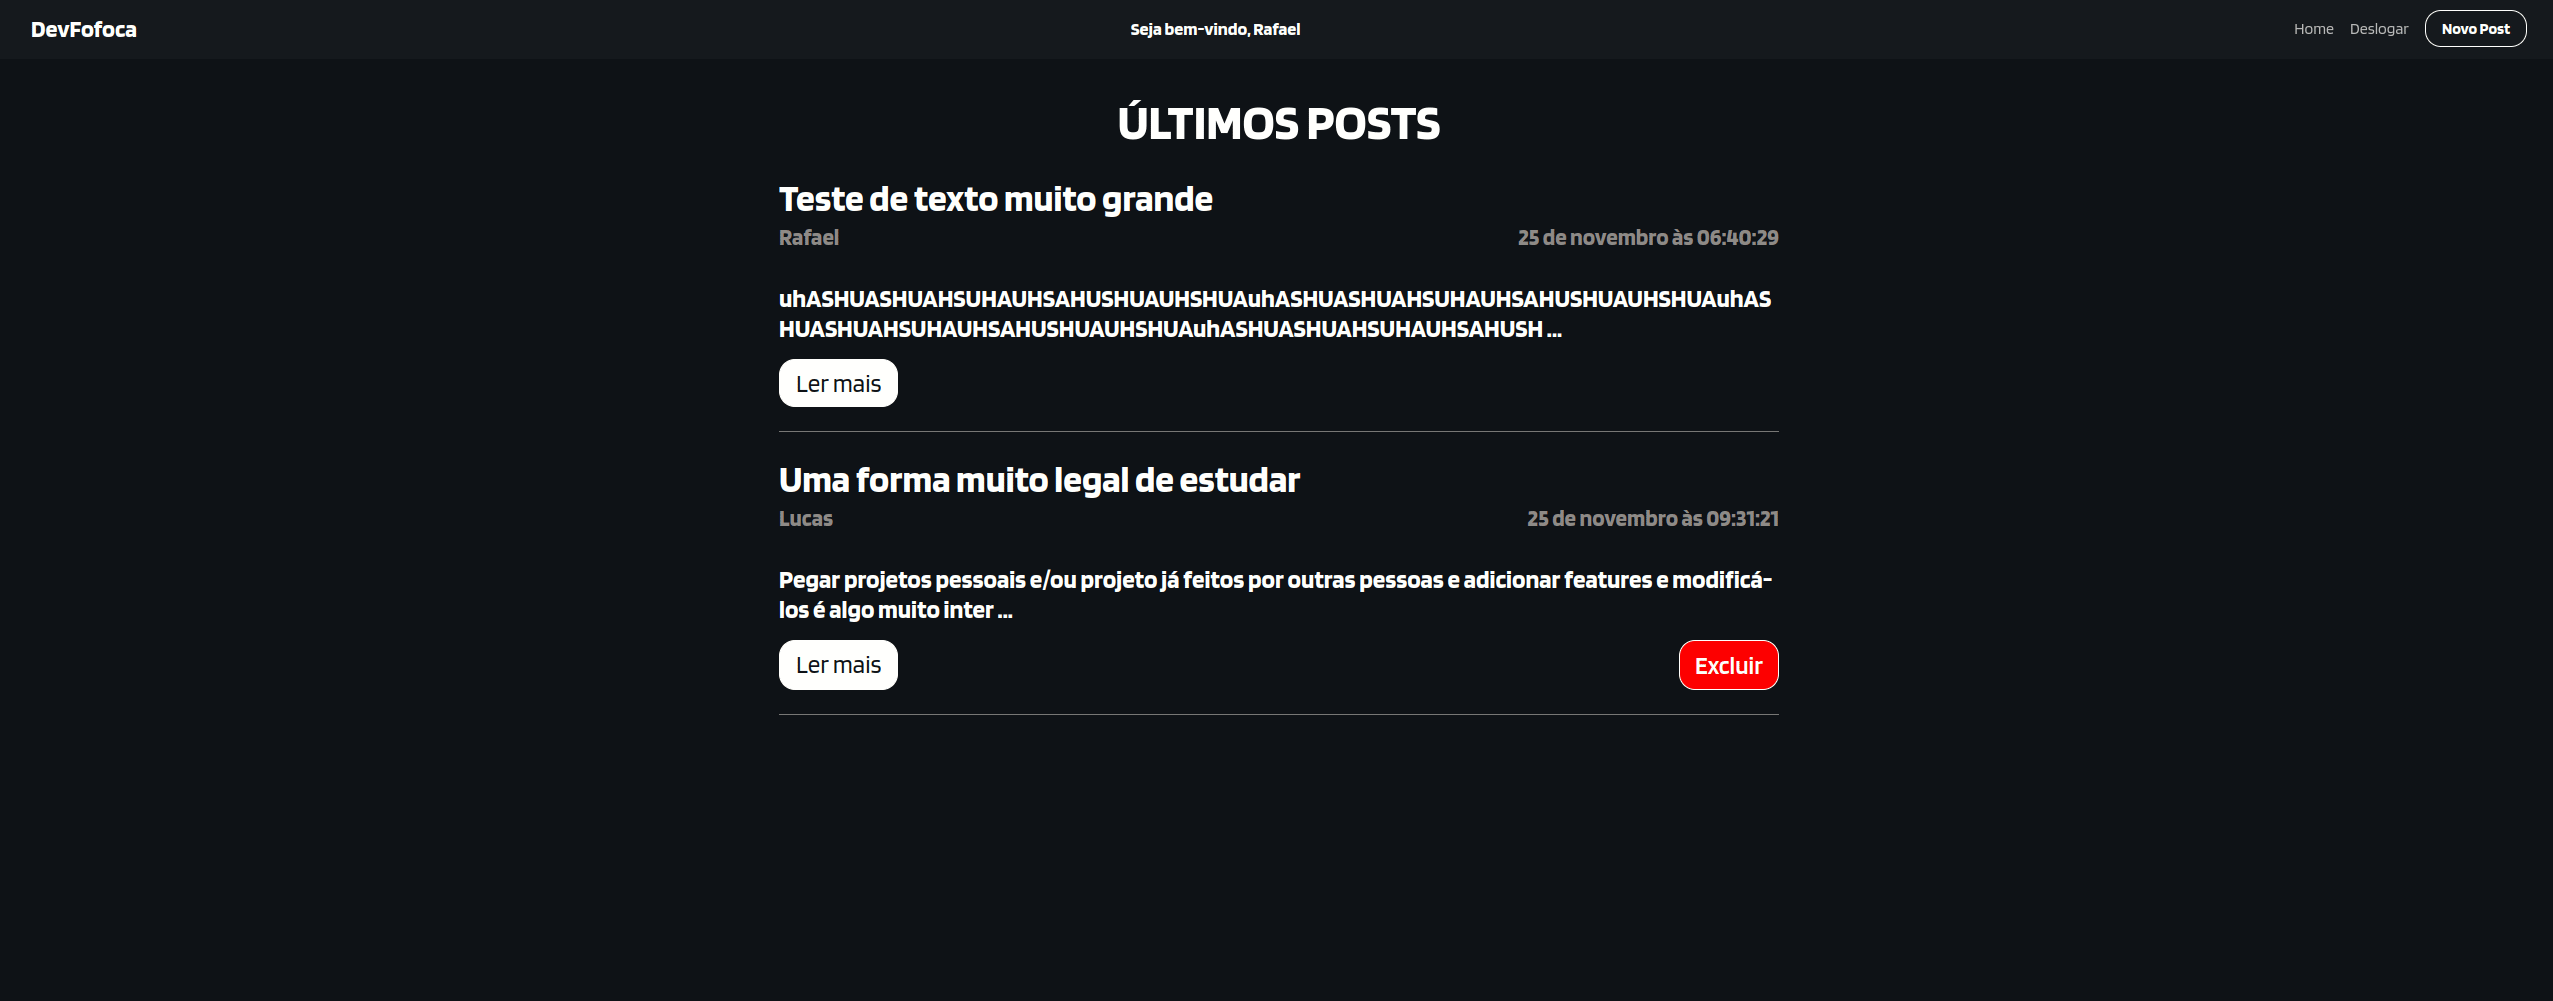 DevFofoca
Seja bem-vindo, Rafael
Home Deslogar Novo Post
ÚLTIMOS POSTS
Teste de texto muito grande
Rafael 25 de novembro às 06:40:29
uhASHUASHUAHSUHAUHSAHUSHUAUHSHUAuhASHUASHUAHSUHAUHSAHUSHUAUHSHUAuhAS
HUASHUAHSUHAUHSAHUSHUAUHSHUAuhASHUASHUAHSUHAUHSAHUSH ...
Ler mais
Uma forma muito legal de estudar
Lucas 25 de novembro às 09:31:21
Pegar projetos pessoais e/ou projeto já feitos por outras pessoas e adicionar features e modificá-
los é algo muito inter ...
Ler mais Excluir